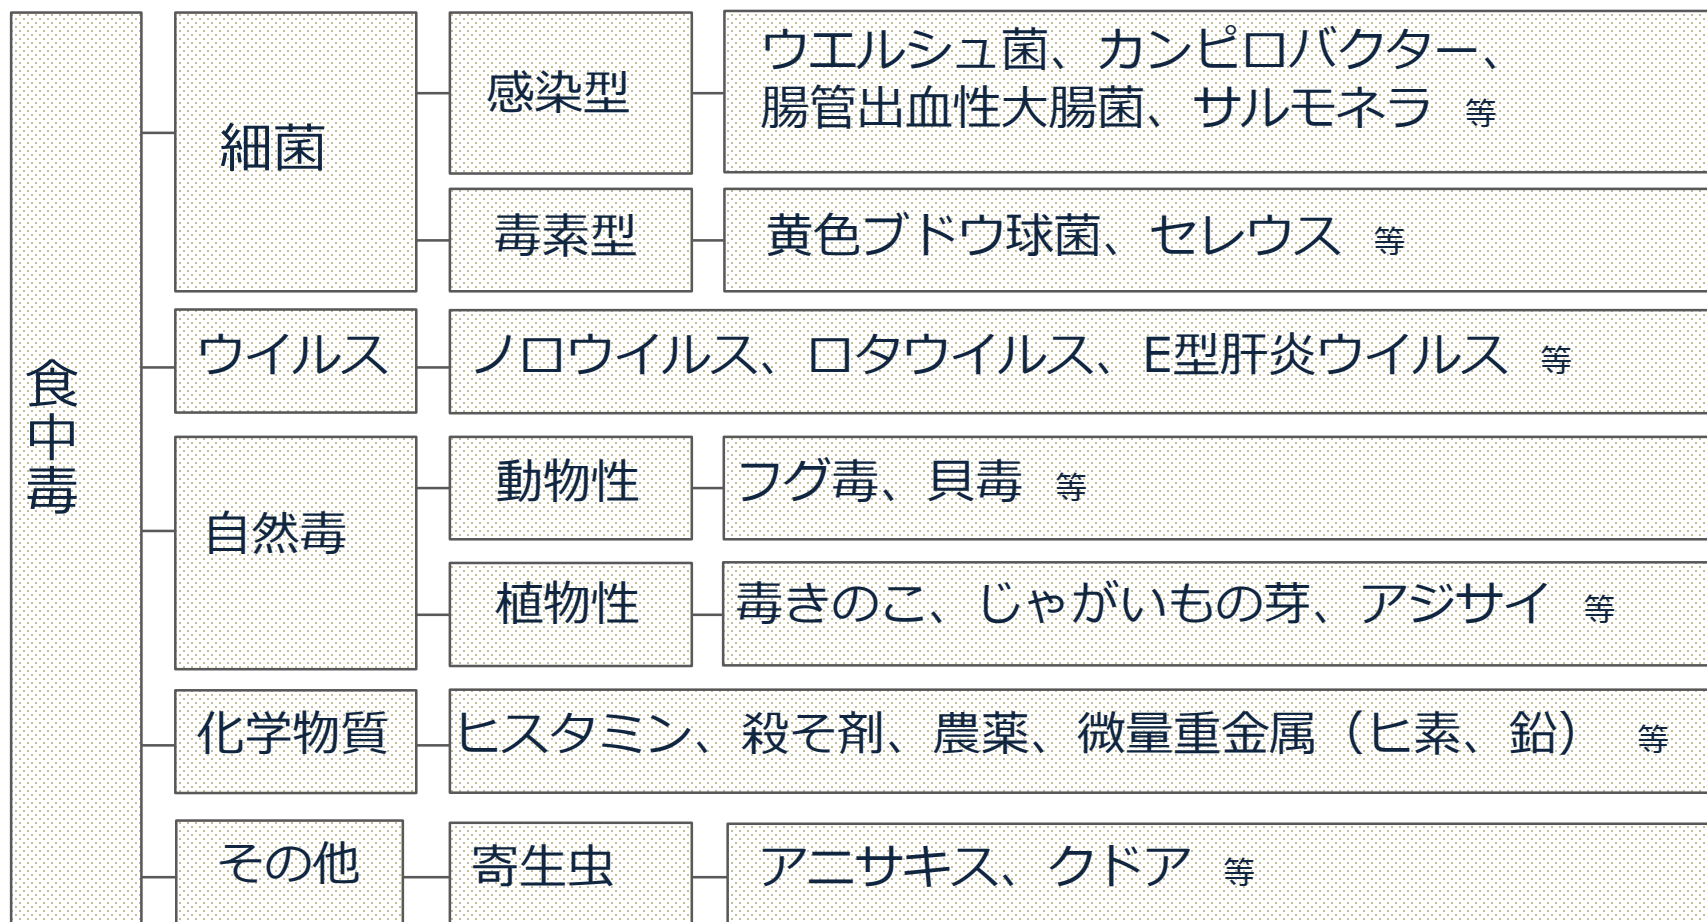 食中毒
細菌
感染型
ウエルシュ菌、カンピロバクター、
腸管出血性大腸菌、サルモネラ 等
毒素型
黄色ブドウ球菌、セレウス 等
ウイルス
ノロウイルス、ロタウイルス、E型肝炎ウイルス 等
自然毒
動物性
フグ毒、貝毒 等
植物性
毒きのこ、じゃがいもの芽、アジサイ 等
化学物質
ヒスタミン、殺そ剤、農薬、微量重金属（ヒ素、鉛） 等
その他
寄生虫
アニサキス、クドア 等